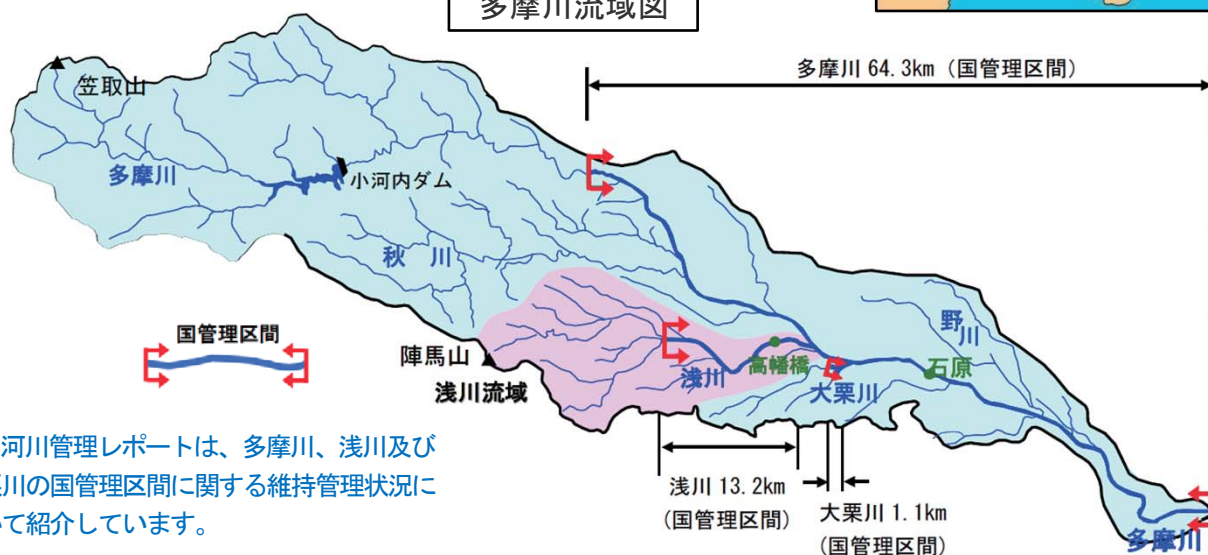 多摩川流域図
多摩川 64.3km（国管理区間）
笠取山
多摩川
小河内ダム
秋 川
国管理区間
陣馬山
浅川流域
浅川
高幡橋
大栗川
石原
野川
河川管理レポートは、多摩川、浅川及び
川の国管理区間に関する維持管理状況に
て紹介しています。
浅川 13.2km
（国管理区間）
大栗川 1.1km
（国管理区間）
多摩川